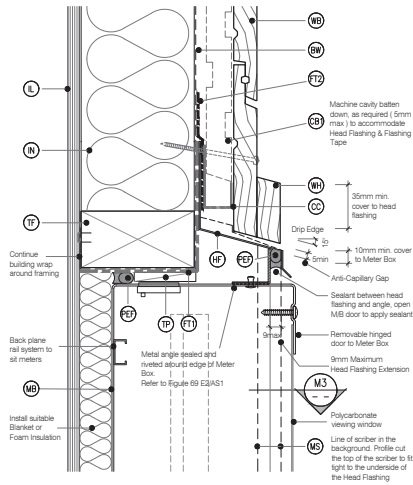 WB
BW
FT2
IL
Machine cavity batten
down, as required ( 5mm
max ) to accommodate
Head Flashing & Flashing
Tape
CB1
IN
WH
35mm min.
cover to head
flashing
CC
TF
Drip Edge
15°
Continue
building wrap
around framing
HF
PEF
5min
10mm min. cover
to Meter Box
Anti-Capillary Gap
PEF
TP
FT1
Sealant between head
flashing and angle, open
M/B door to apply sealant
Back plane
rail system to
sit meters
9max
Removable hinged
door to Meter Box
Metal angle sealed and
riveted around edge of Meter
Box.
Refer to Figure 69 E2/AS1
9mm Maximum
Head Flashing Extension
MB
M3
Install suitable
Blanket or
Foam Insulation
Polycarbonate
viewing window
MS
Line of scriber in the
background. Profile cut
the top of the scriber to fit
tight to the underside of
the Head Flashing